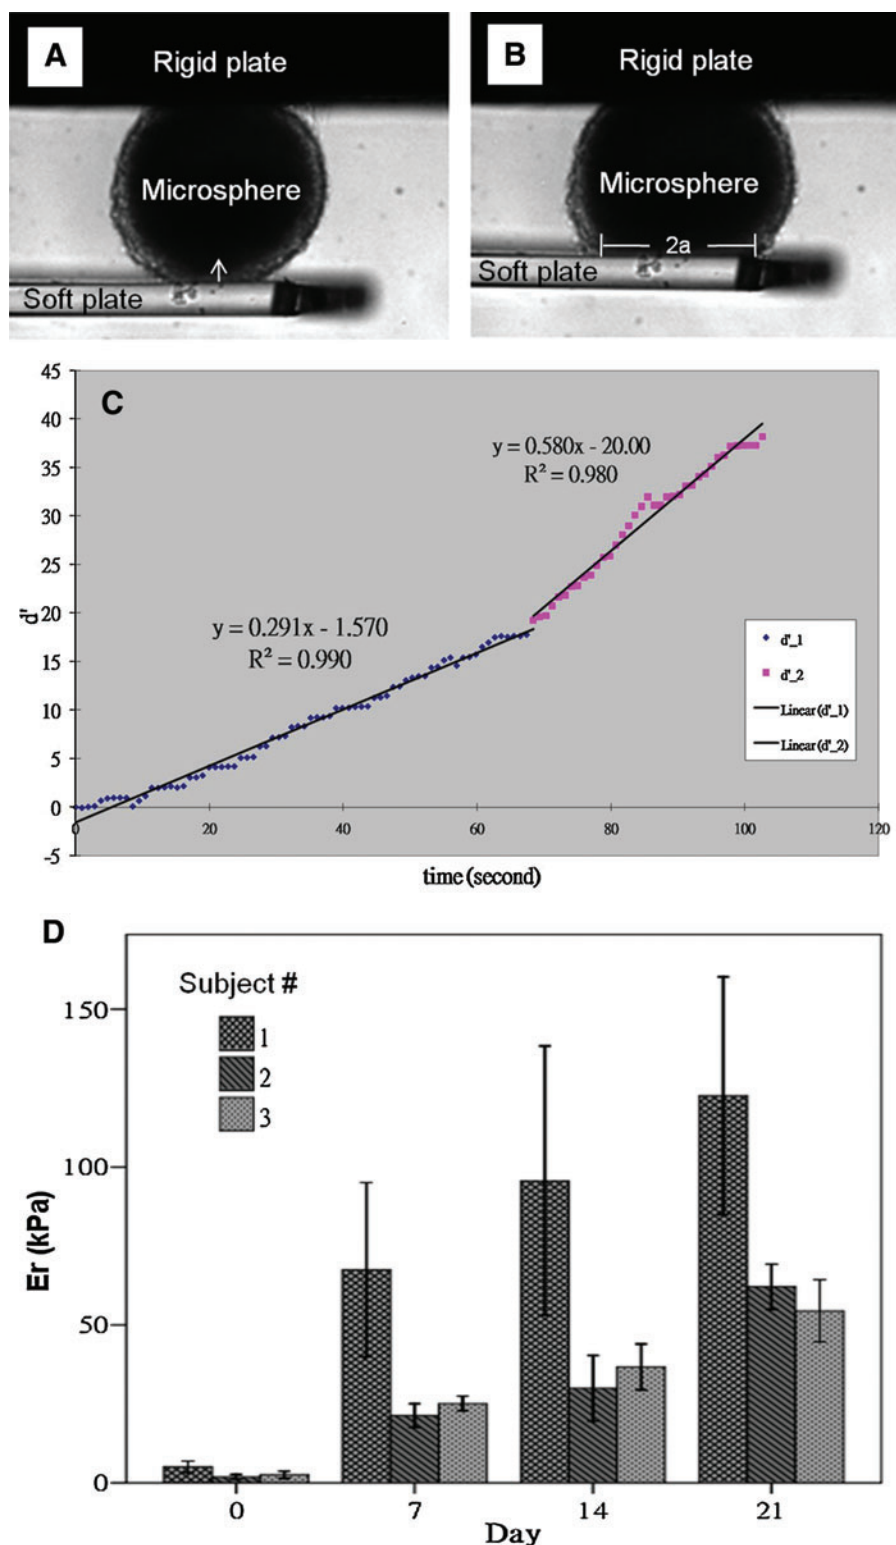 A
Rigid plate
Microsphere
Soft plate
B
Rigid plate
Microsphere
2a
Soft plate
C
45
40
35
30
25
20
15
10
5
0
-5
d'
y = 0.580x - 20.00
R² = 0.980
y = 0.291x - 1.570
R² = 0.990
d'_1
d'_2
Linear (d'_1)
Linear (d'_2)
0
20
40
60
80
100
120
time (second)
D
Subject #
1
2
3
150
100
50
0
Er (kPa)
0
7
14
21
Day